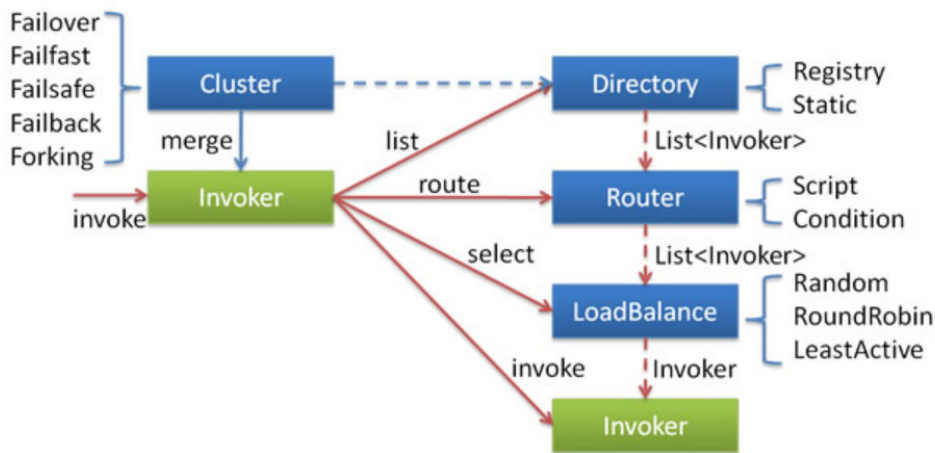 Failover
Failfast
Failsafe
Failback
Forking
Cluster
Directory
Registry
Static
merge
list
List<Invoker>
invoke
Invoker
route
Router
Script
Condition
select
List<Invoker>
LoadBalance
Random
RoundRobin
LeastActive
invoke
Invoker
Invoker